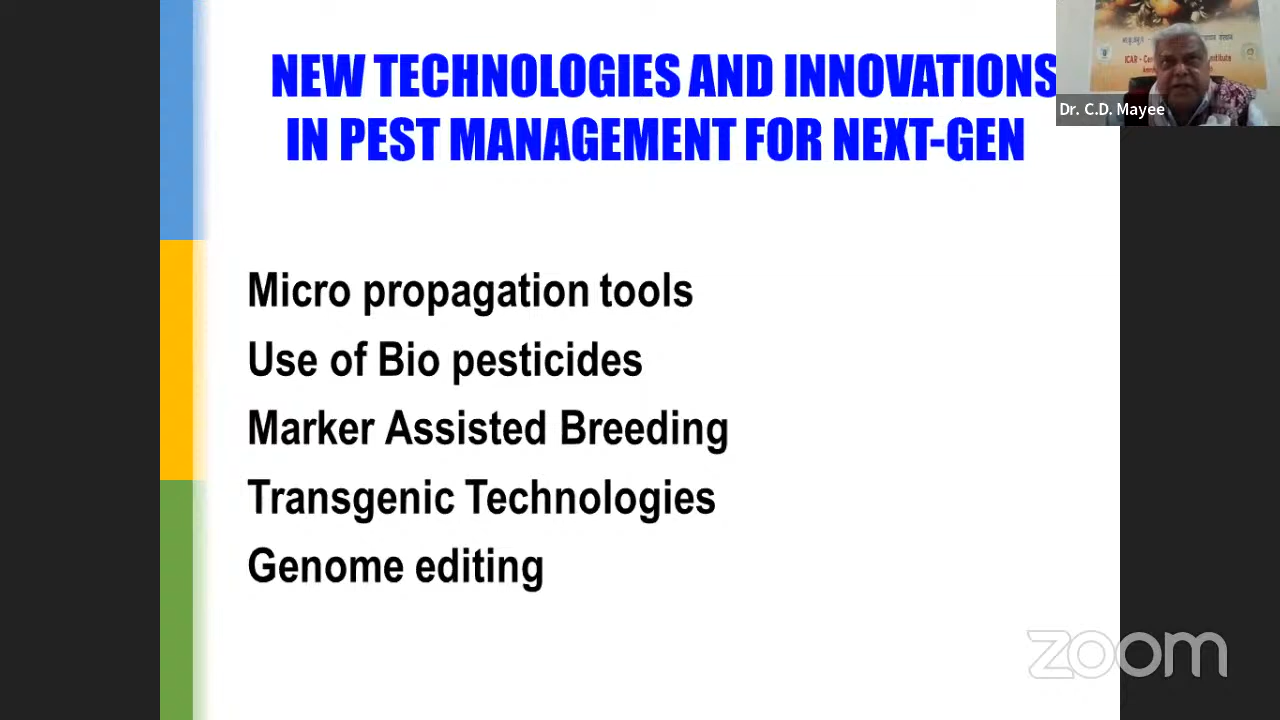 NEW TECHNOLOGIES AND INNOVATIONS
IN PEST MANAGEMENT FOR NEXT-GEN
Dr. C.D. Mayee
Micro propagation tools
Use of Bio pesticides
Marker Assisted Breeding
Transgenic Technologies
Genome editing
zoom